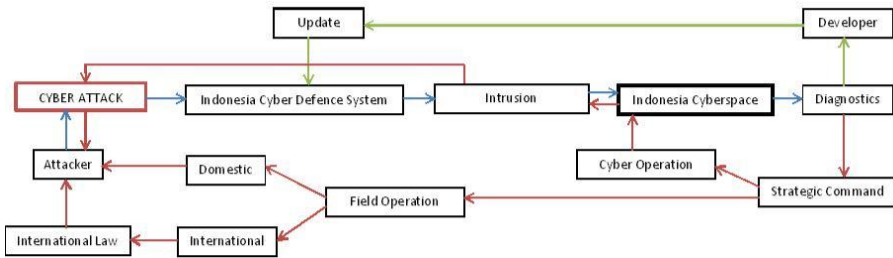 Update
Developer
CYBER ATTACK
Indonesia Cyber Defence System
Intrusion
Indonesia Cyberspace
Diagnostics
Attacker
Domestic
Cyber Operation
Field Operation
Strategic Command
International Law
International